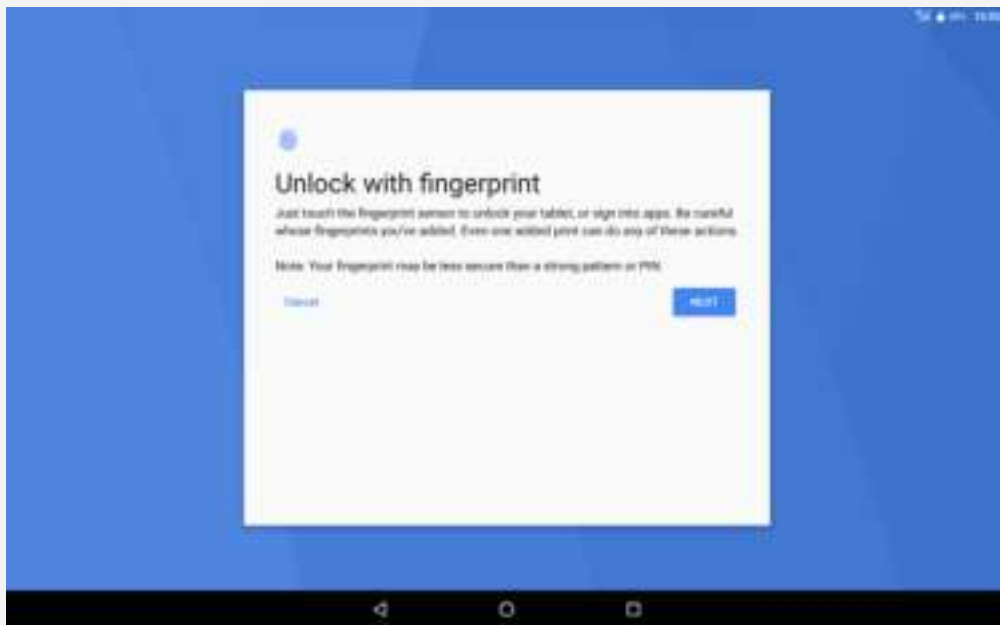 Unlock with fingerprint
Just touch the fingerprint sensor to unlock your tablet, or sign into apps. Be careful
whose fingerprints you've added. Even one added print can do any of these actions.
Note: Your fingerprint may be less secure than a strong pattern or PIN.
Cancel
NEXT